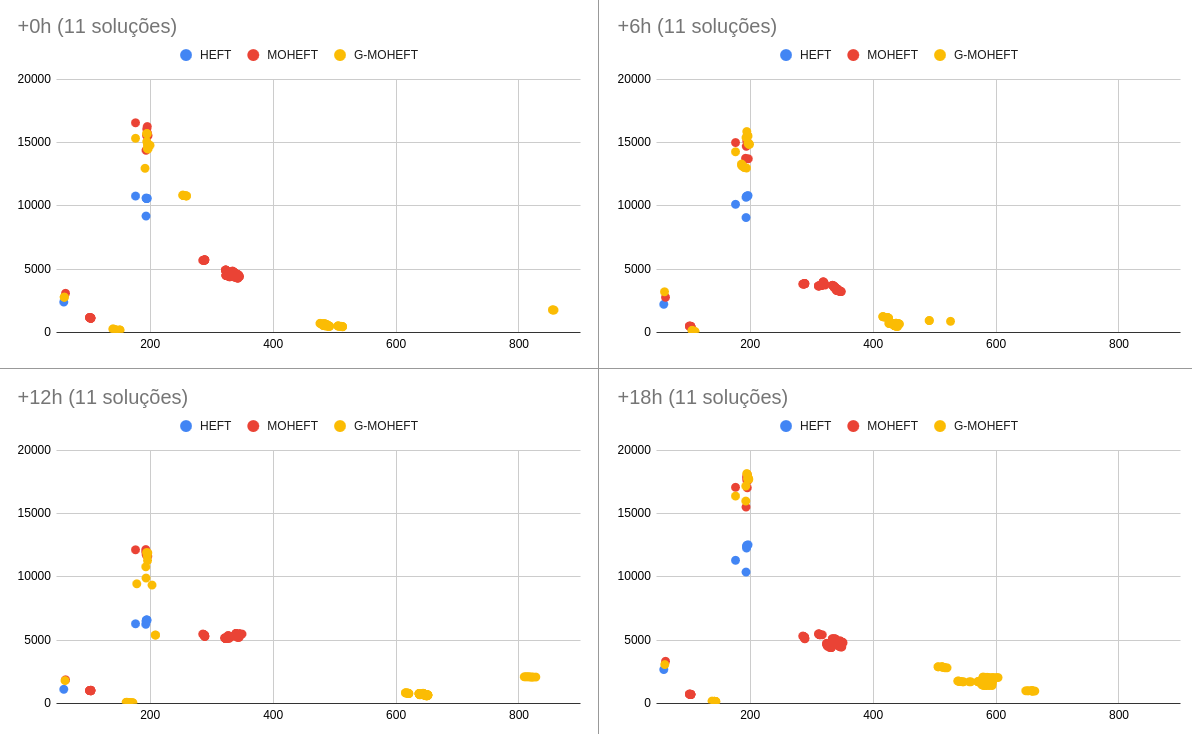 +0h (11 soluções)
HEFT MOHEFT G-MOHEFT
20000
15000
10000
5000
0
200 400 600 800
+6h (11 soluções)
HEFT MOHEFT G-MOHEFT
20000
15000
10000
5000
0
200 400 600 800
+12h (11 soluções)
HEFT MOHEFT G-MOHEFT
20000
15000
10000
5000
0
200 400 600 800
+18h (11 soluções)
HEFT MOHEFT G-MOHEFT
20000
15000
10000
5000
0
200 400 600 800